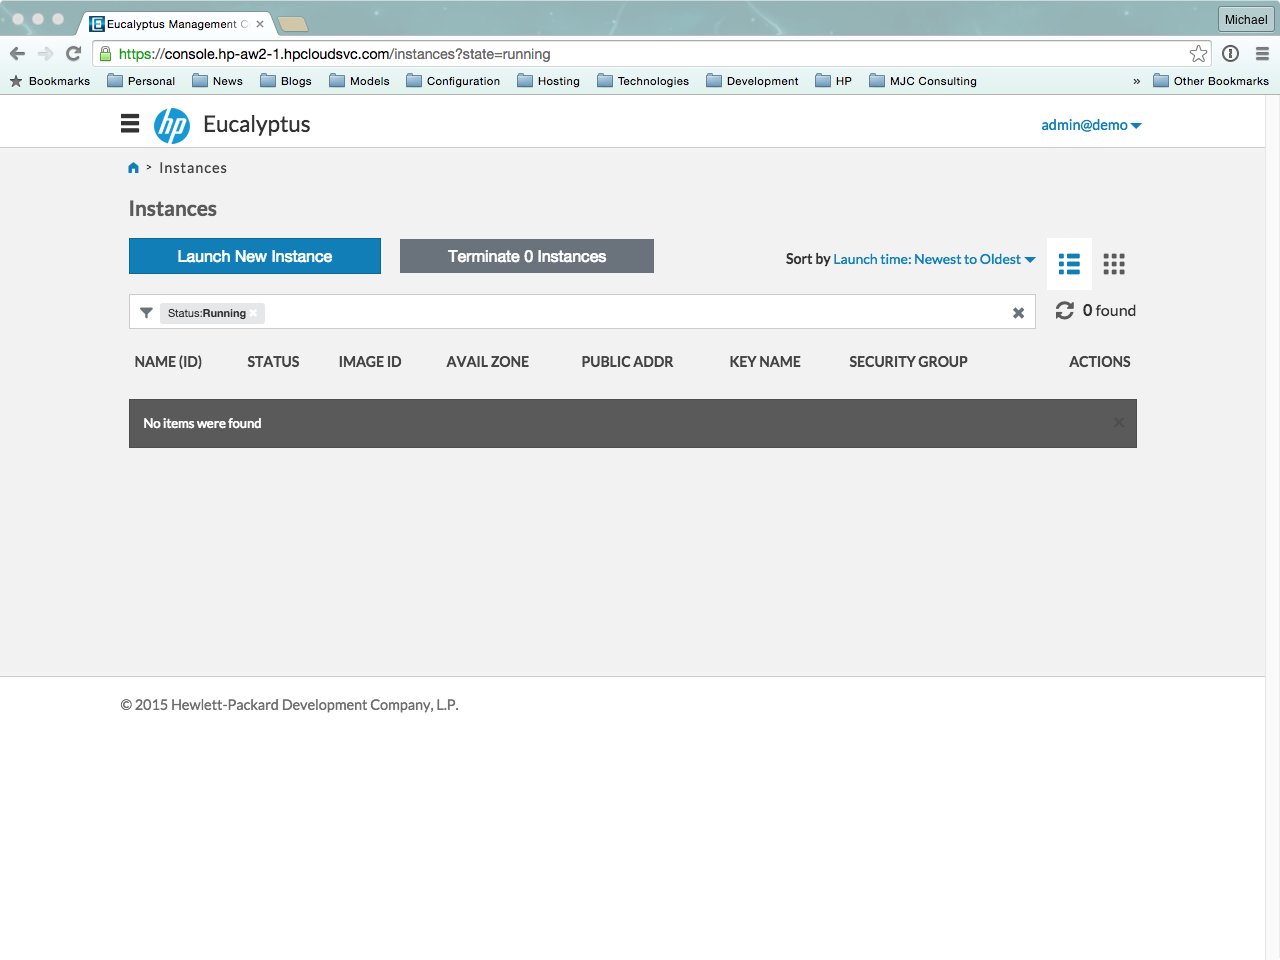 Eucalyptus Management C
Michael
https://console.hp-aw2-1.hpcloudsvc.com/instances?state=running
Bookmarks Personal News Blogs Models Configuration Hosting Technologies Development HP MJC Consulting » Other Bookmarks
hp Eucalyptus admin@demo
> Instances
Instances
Launch New Instance Terminate 0 Instances Sort by Launch time: Newest to Oldest
Status:Running 0 found
NAME (ID) STATUS IMAGE ID AVAIL ZONE PUBLIC ADDR KEY NAME SECURITY GROUP ACTIONS
No items were found
© 2015 Hewlett-Packard Development Company, L.P.